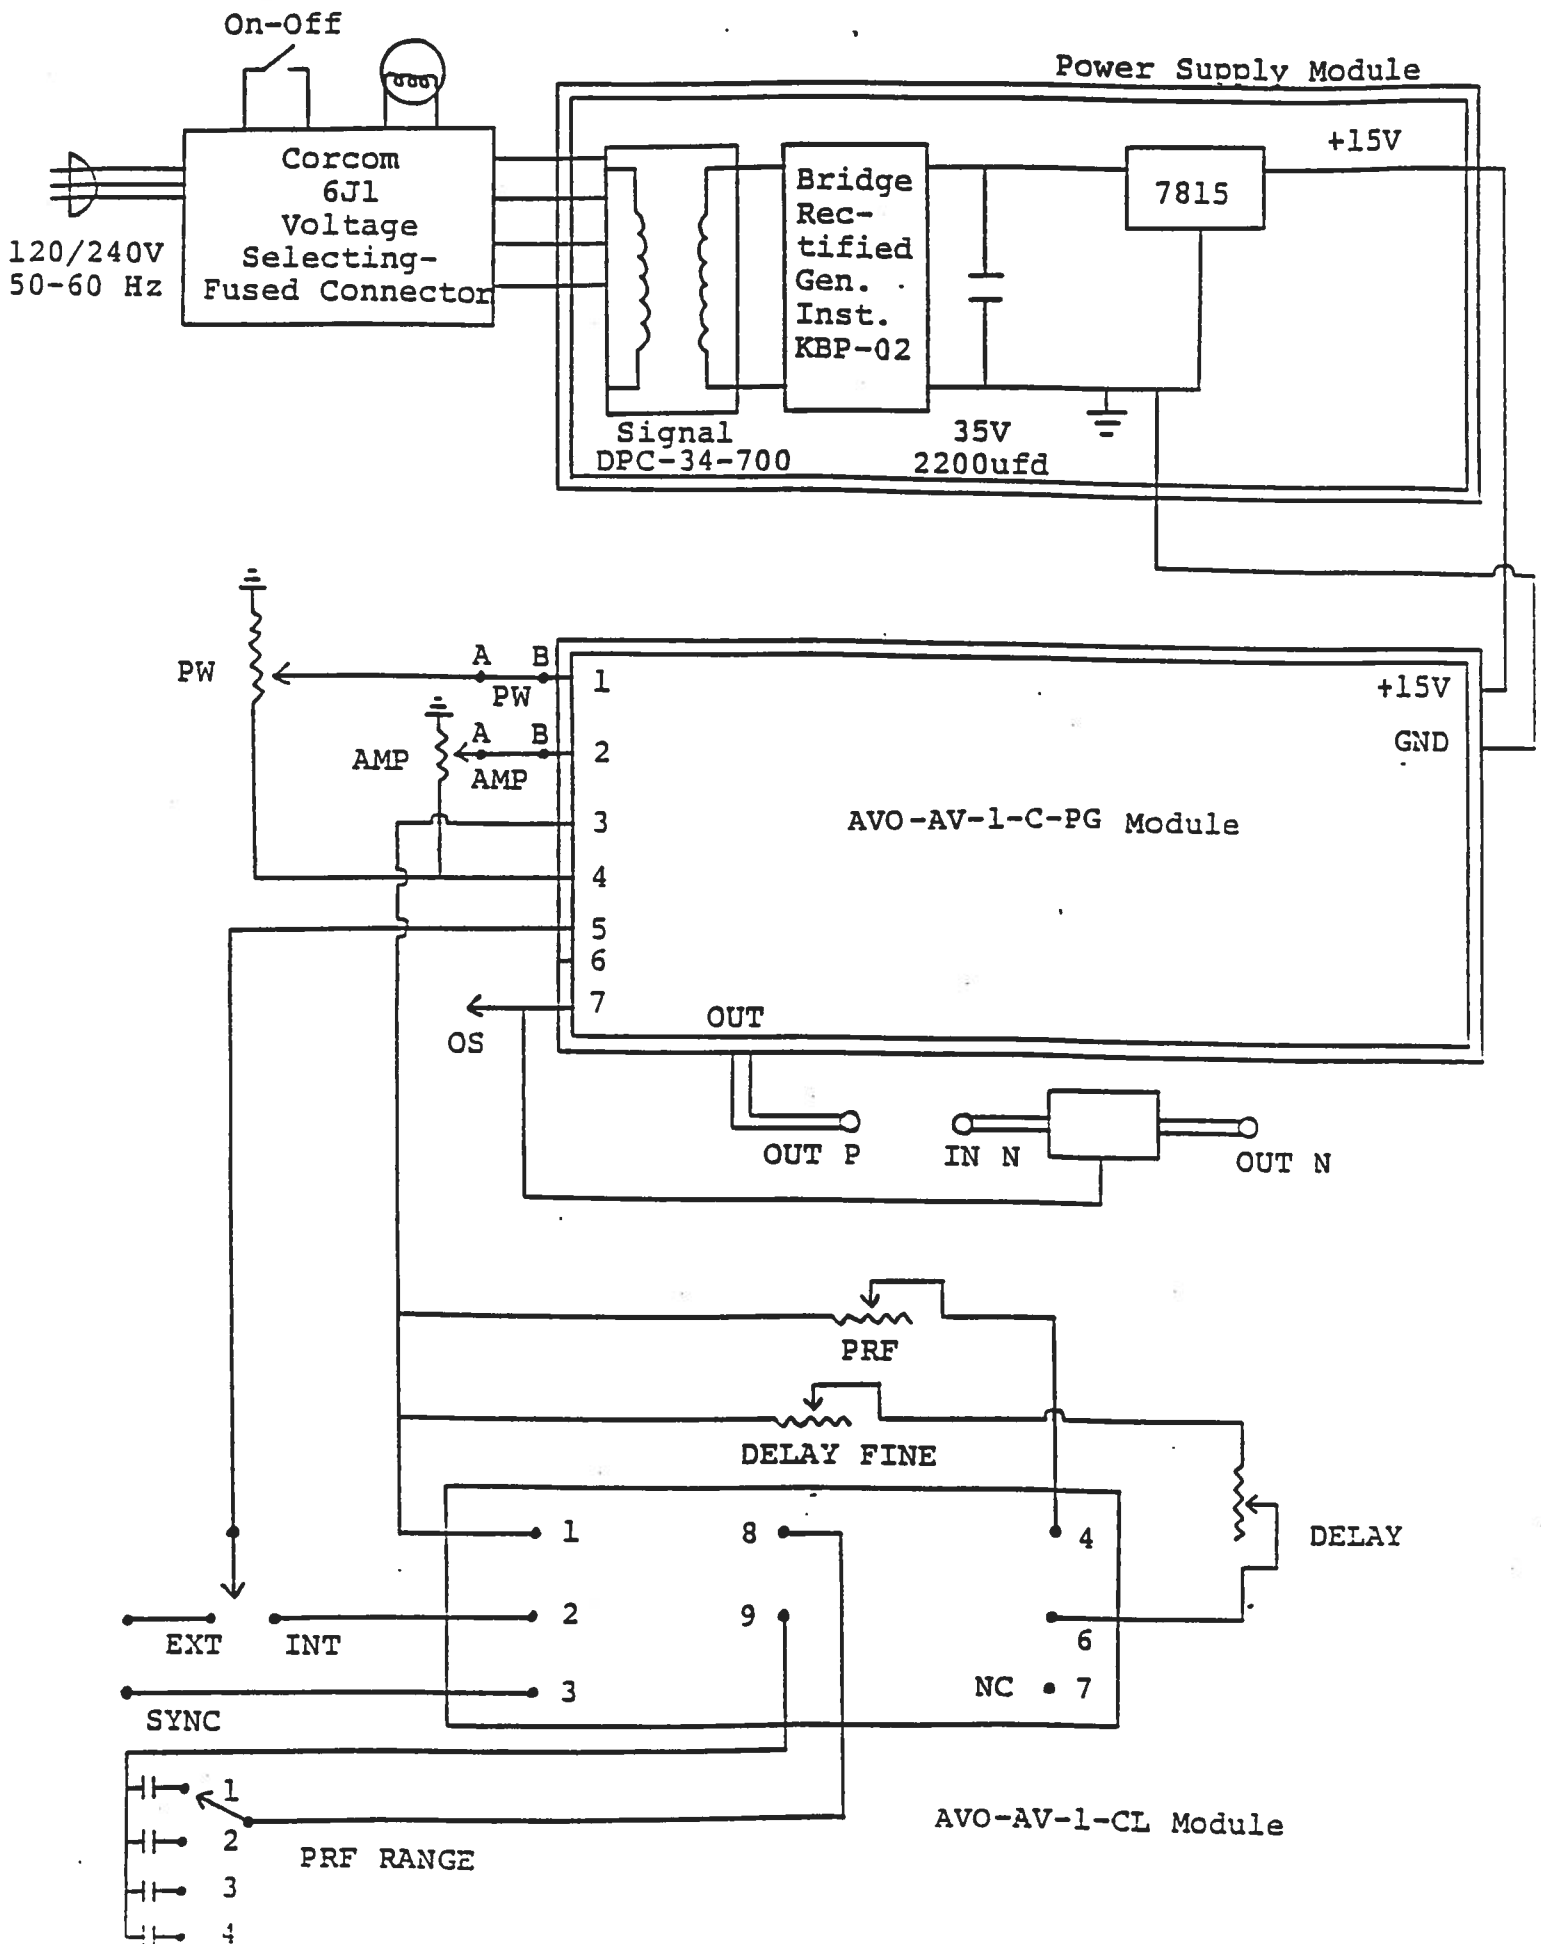 On-Off
Power Supply Module
Corcom
6J1
Voltage
Selecting-
Fused Connector
120/240V
50-60 Hz
Bridge
Rec-
tified
Gen.
Inst.
KBP-02
7815
+15V
Signal
DPC-34-700
35V
2200ufd
PW
A B
PW
1
+15V
AMP
A B
AMP
2
GND
3
AVO-AV-1-C-PG Module
4
5
6
7
OS
OUT
OUT P
IN N
OUT N
PRF
DELAY FINE
1
8
4
DELAY
EXT
INT
2
9
6
SYNC
3
NC
7
1
2
3
4
PRF RANGE
AVO-AV-1-CL Module